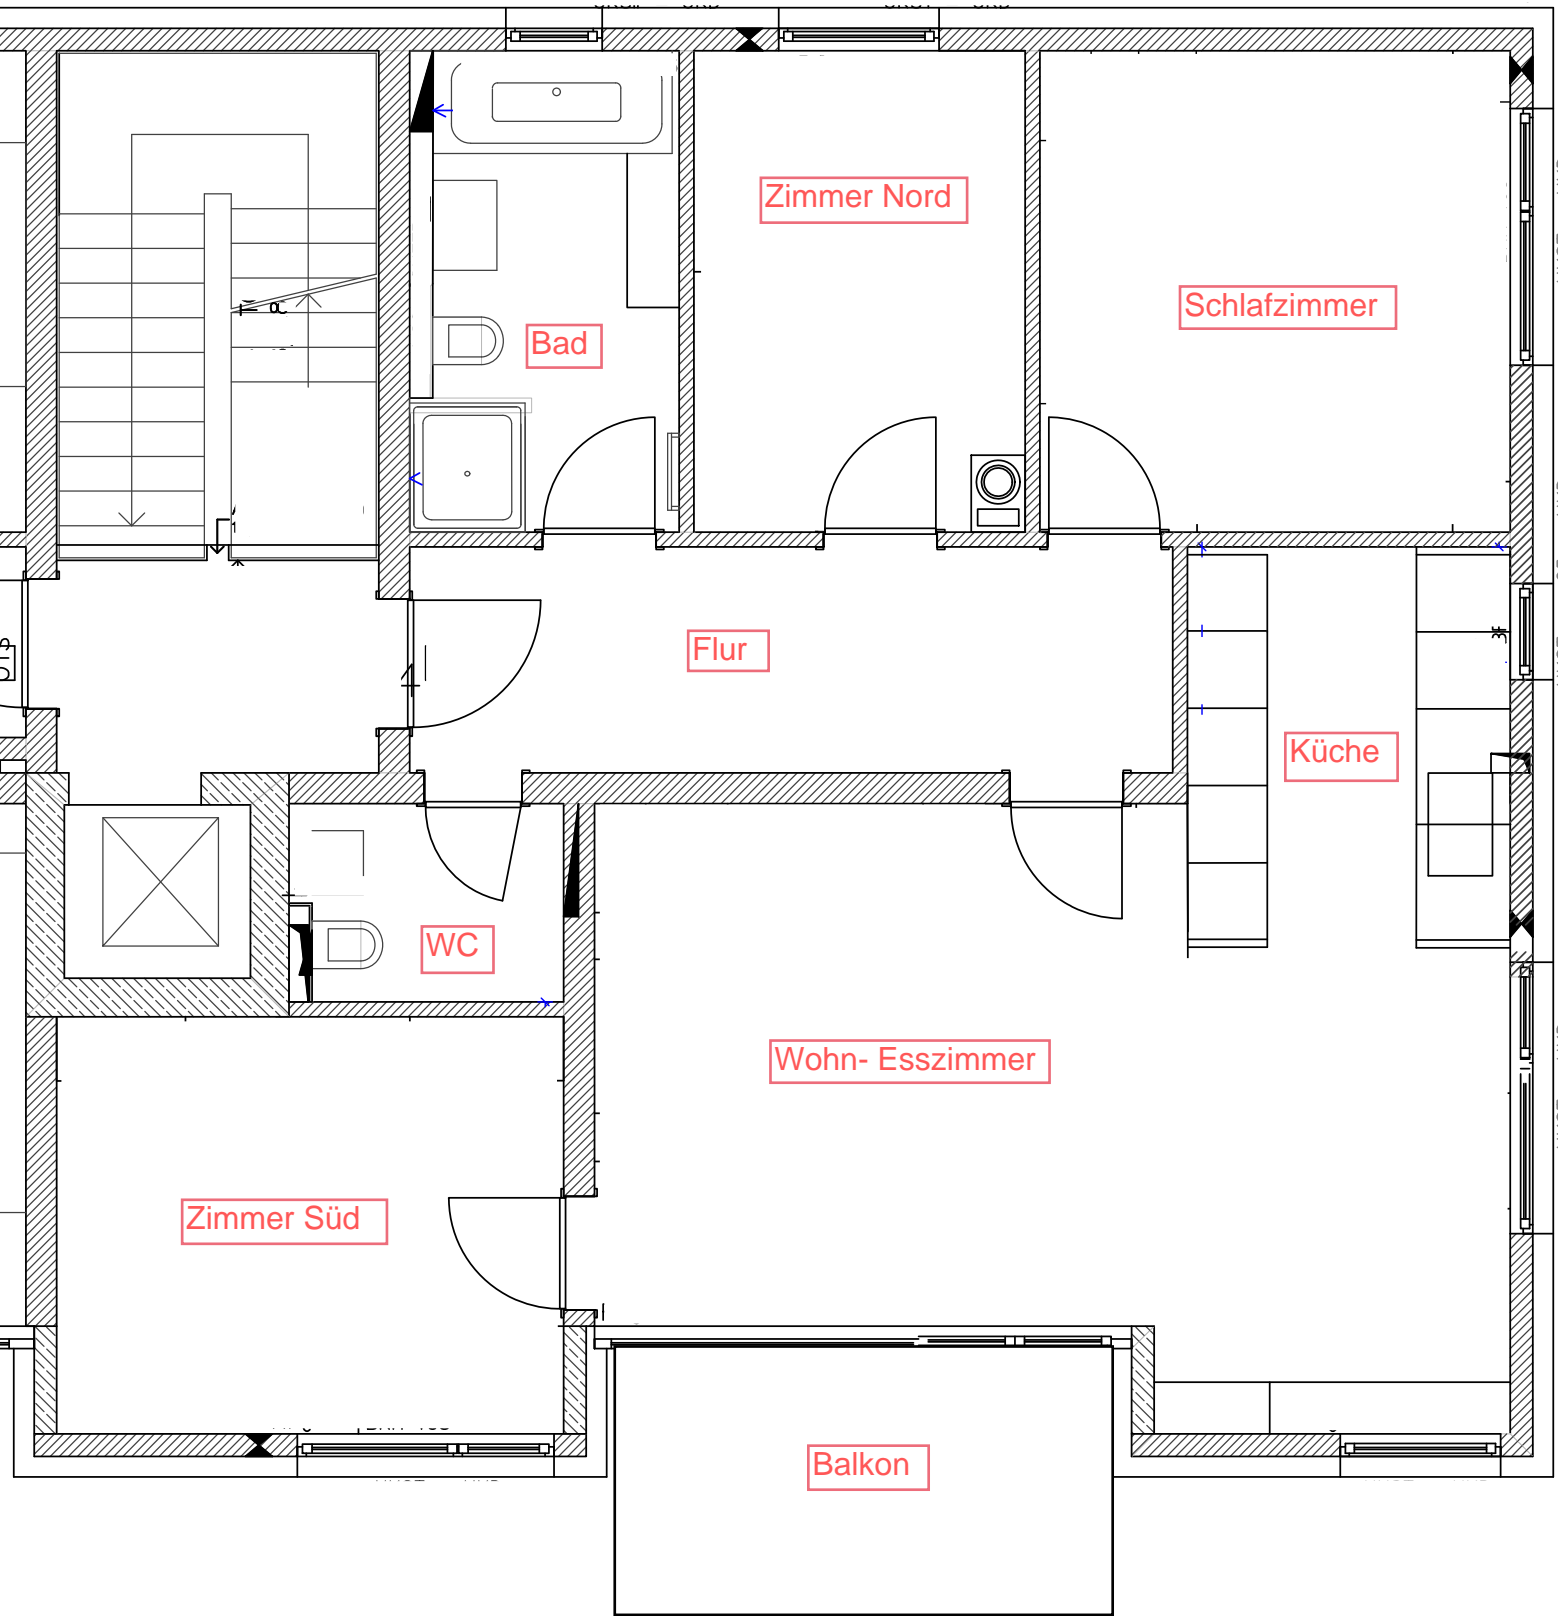 Zimmer Nord
Schlafzimmer
Bad
Flur
Küche
WC
Wohn- Esszimmer
Zimmer Süd
Balkon